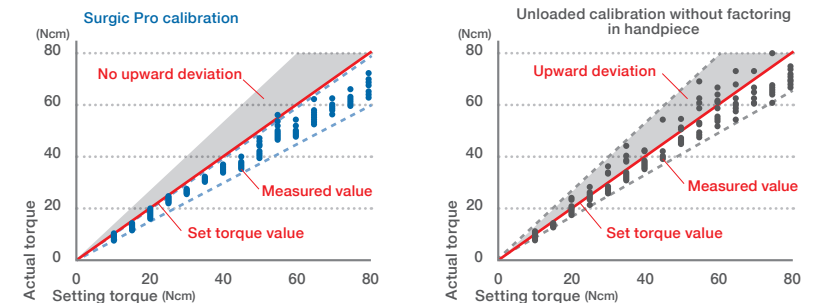 Surgic Pro calibration
(Ncm)
80
60
40
20
0
No upward deviation
Measured value
Set torque value
Actual torque
0 20 40 60 80
Setting torque (Ncm)
Unloaded calibration without factoring
in handpiece
(Ncm)
80
60
40
20
0
Upward deviation
Measured value
Set torque value
Actual torque
0 20 40 60 80
Setting torque (Ncm)